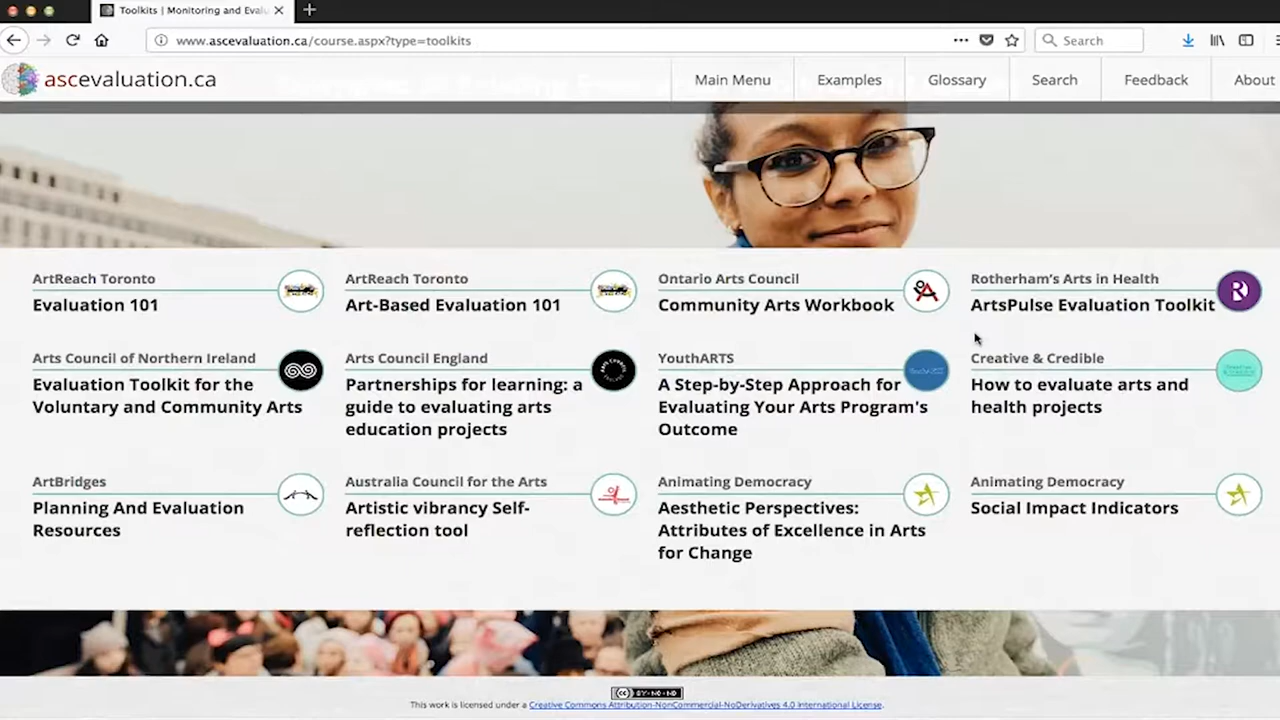 Toolkits | Monitoring and Evalu
www.ascevaluation.ca/course.aspx?type=toolkits
Search
ascevaluation.ca
Main Menu
Examples
Glossary
Search
Feedback
About
ArtReach Toronto
Evaluation 101
ArtReach Toronto
Art-Based Evaluation 101
Ontario Arts Council
Community Arts Workbook
Rotherham's Arts in Health
ArtsPulse Evaluation Toolkit
R
Arts Council of Northern Ireland
Evaluation Toolkit for the
Voluntary and Community Arts
Arts Council England
Partnerships for learning: a
guide to evaluating arts
education projects
YouthARTS
A Step-by-Step Approach for
Evaluating Your Arts Program's
Outcome
Creative & Credible
How to evaluate arts and
health projects
ArtBridges
Planning And Evaluation
Resources
Australia Council for the Arts
Artistic vibrancy Self-
reflection tool
Animating Democracy
Aesthetic Perspectives:
Attributes of Excellence in Arts
for Change
Animating Democracy
Social Impact Indicators
cc BY-NC-ND
This work is licensed under a Creative Commons Attribution-NonCommercial-NoDerivatives 4.0 International License.